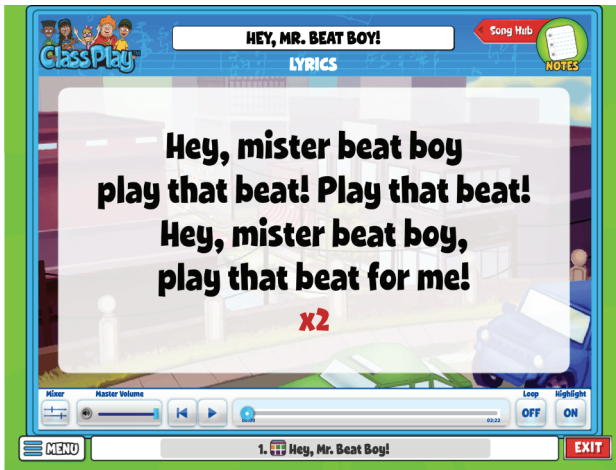 ClassPlay
HEY, MR. BEAT BOY!
Song Hub
NOTES
LYRICS
Hey, mister beat boy
play that beat! Play that beat!
Hey, mister beat boy,
play that beat for me!
x2
Mixer
Master Volume
Loop
Highlight
00:00
02:22
OFF
ON
MENU
1. Hey, Mr. Beat Boy!
EXIT